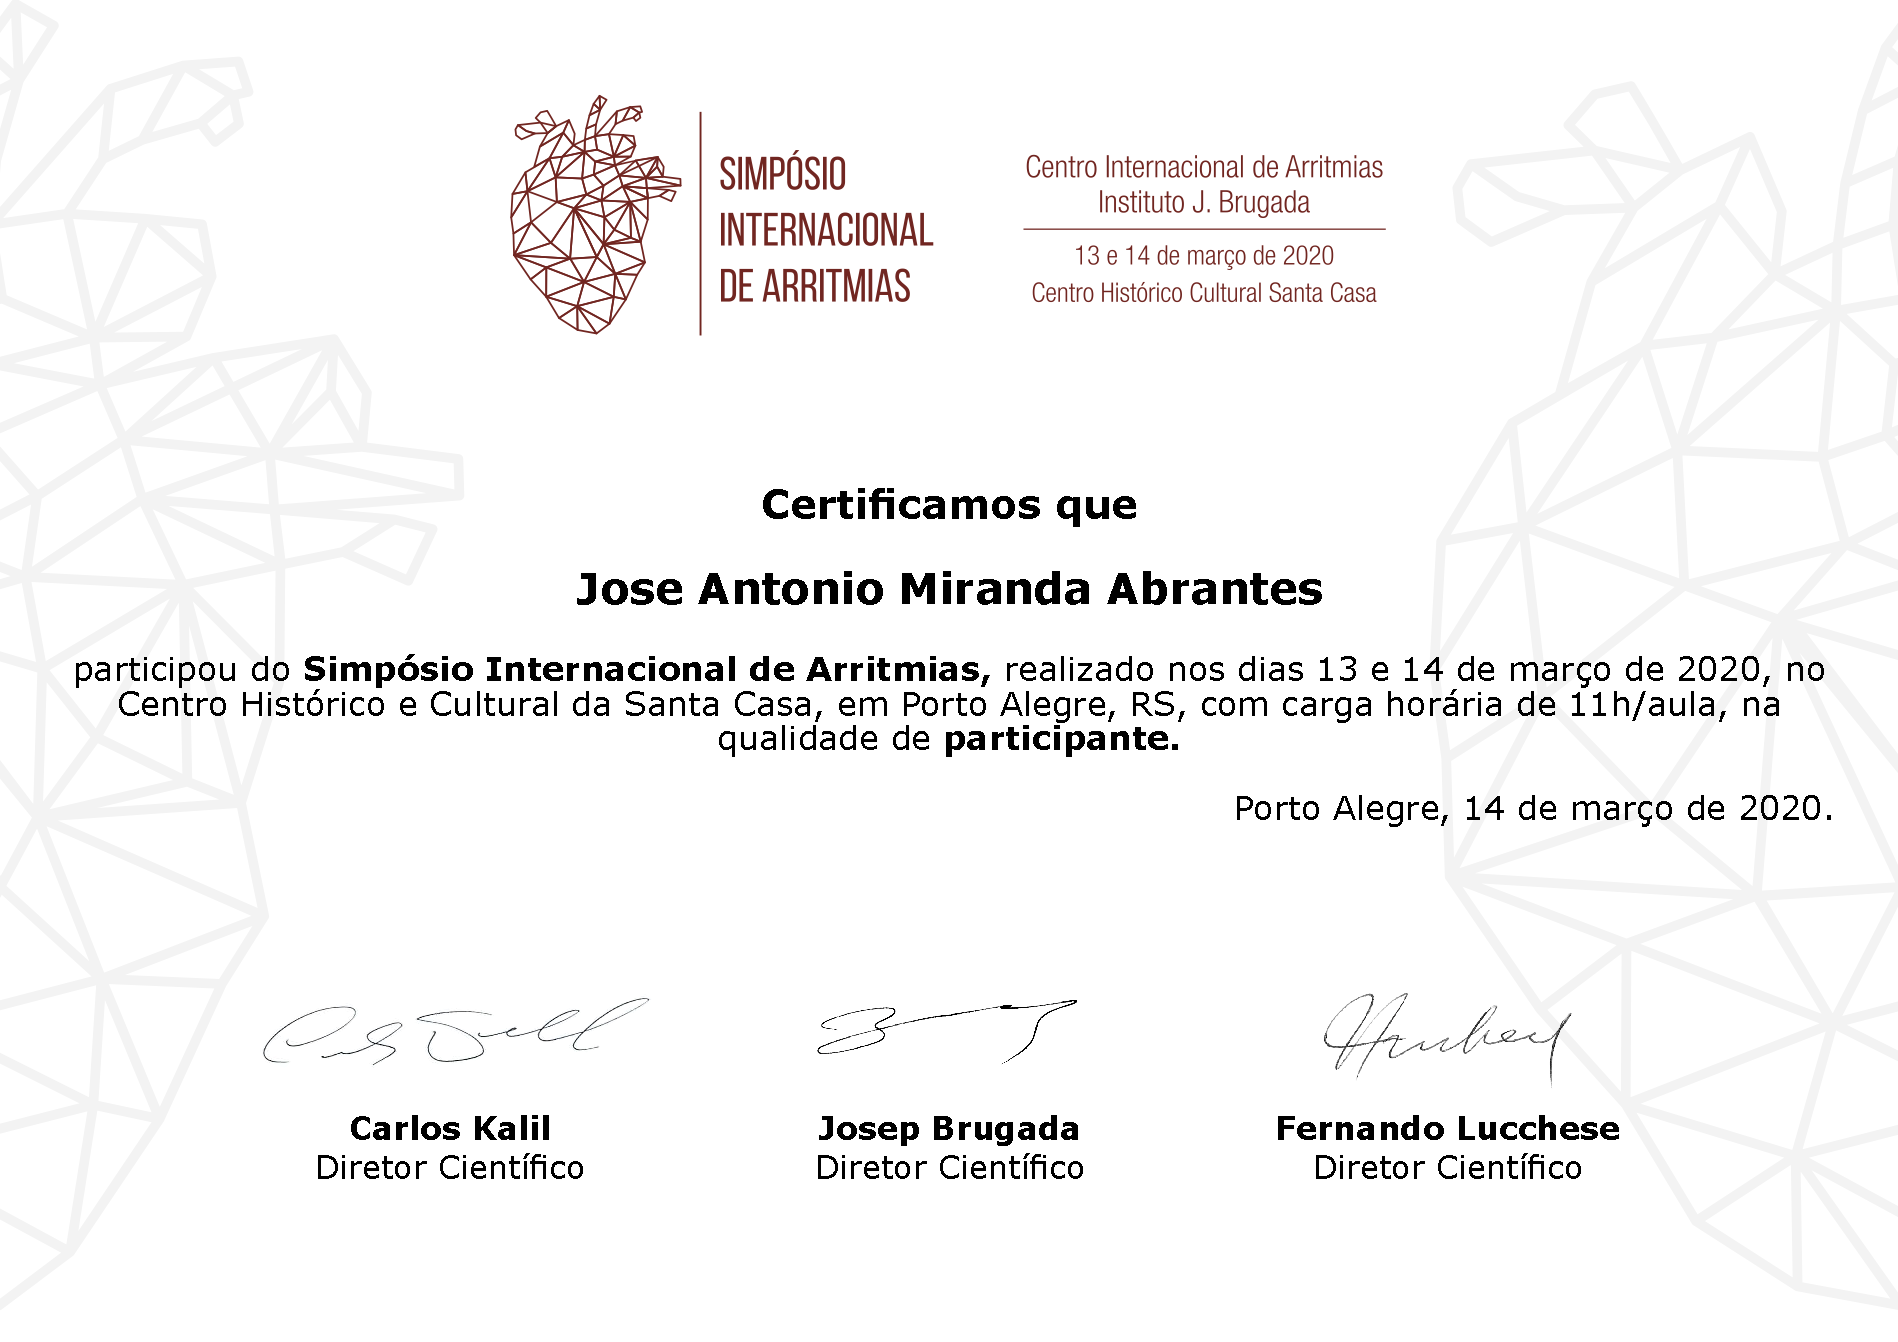 SIMPÓSIO
INTERNACIONAL
DE ARRITMIAS
Centro Internacional de Arritmias
Instituto J. Brugada
13 e 14 de março de 2020
Centro Histórico Cultural Santa Casa
Certificamos que
Jose Antonio Miranda Abrantes
participou do Simpósio Internacional de Arritmias, realizado nos dias 13 e 14 de março de 2020, no
Centro Histórico e Cultural da Santa Casa, em Porto Alegre, RS, com carga horária de 11h/aula, na
qualidade de participante.
Porto Alegre, 14 de março de 2020.
Carlos Kalil
Diretor Científico
Josep Brugada
Diretor Científico
Fernando Lucchese
Diretor Científico